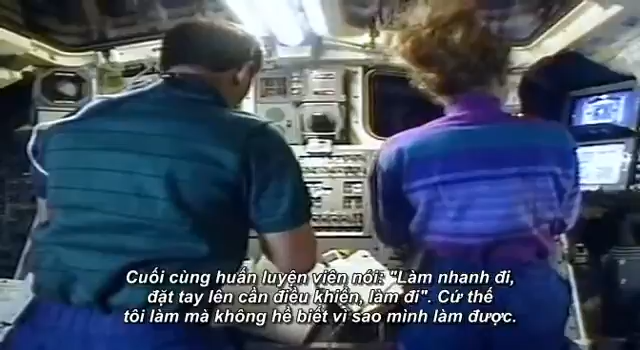 Cuối cùng huấn luyện viên nói: "Làm nhanh đi,
đặt tay lên cần điều khiển, làm đi". Cứ thế
tôi làm mà không hề biết vì sao mình làm được.